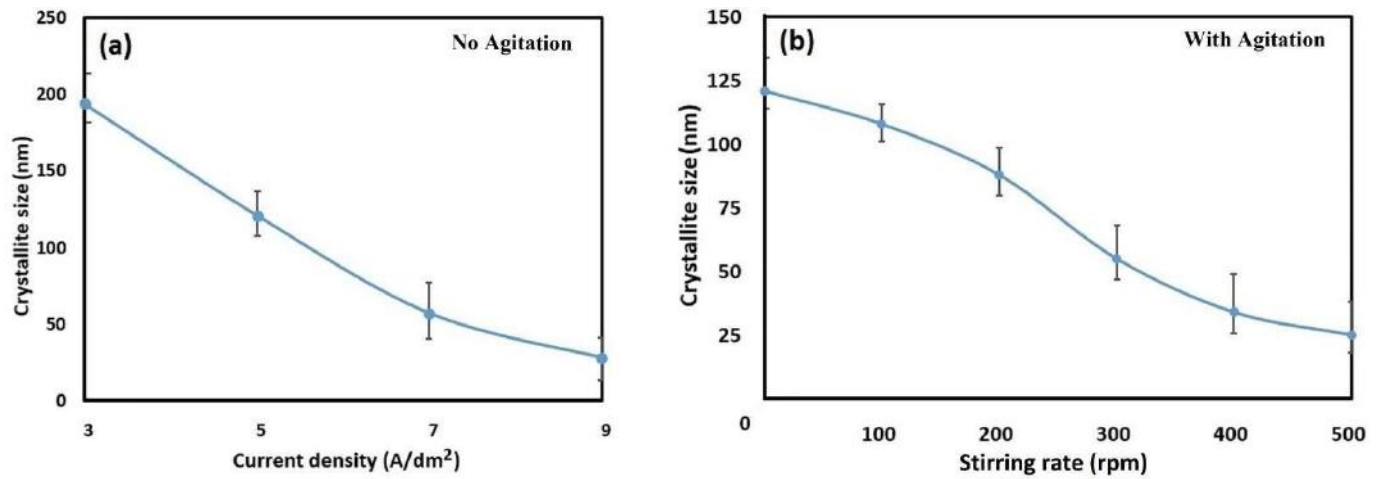 (a)
No Agitation
250
200
150
100
50
0
Crystallite size (nm)
3 5 7 9
Current density (A/dm²)
(b)
With Agitation
150
125
100
75
50
25
0
Crystallite size (nm)
100 200 300 400 500
Stirring rate (rpm)